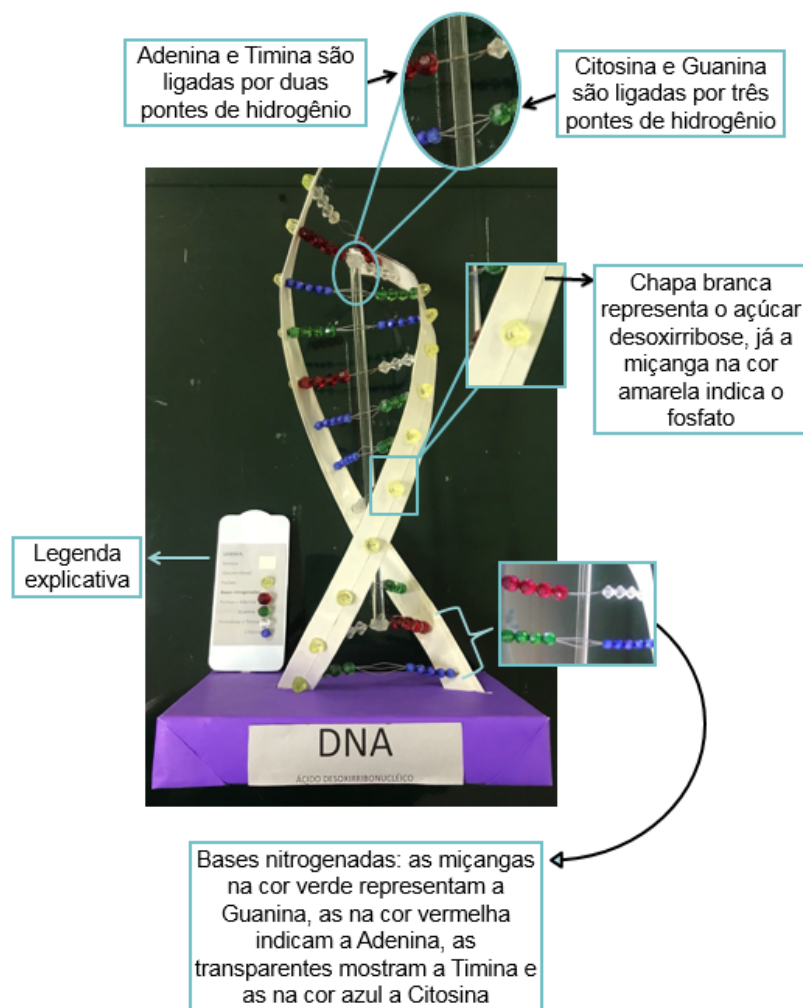 Adenina e Timina são
ligadas por duas
pontes de hidrogênio
Citosina e Guanina
são ligadas por três
pontes de hidrogênio
Chapa branca
representa o açúcar
desoxirribose, já a
miçanga na cor
amarela indica o
fosfato
Legenda
explicativa
DNA
ÁCIDO DESOXIRRIBONUCLÉICO
Bases nitrogenadas: as miçangas
na cor verde representam a
Guanina, as na cor vermelha
indicam a Adenina, as
transparentes mostram a Timina e
as na cor azul a Citosina